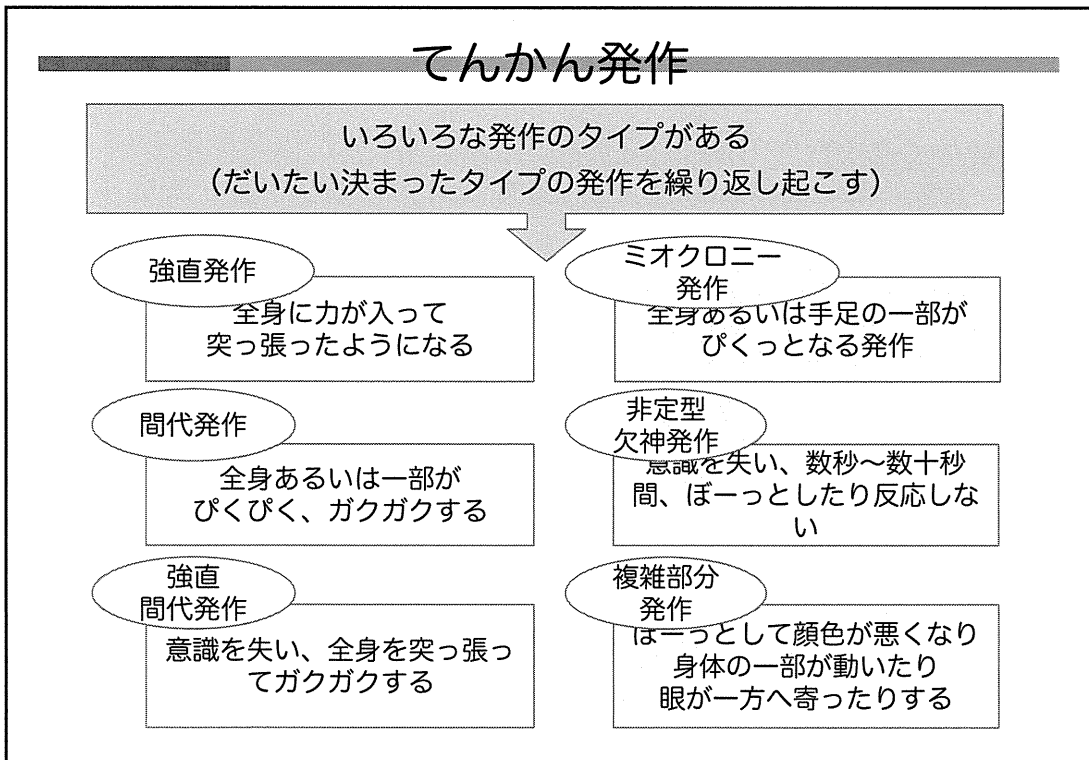 てんかん発作
いろいろな発作のタイプがある
（だいたい決まったタイプの発作を繰り返し起こす）
強直発作
全身に力が入って
突っ張ったようになる
ミオクロニー
発作
全身あるいは手足の一部が
ぴくっとなる発作
間代発作
全身あるいは一部が
ぴくぴく、ガクガクする
非定型
欠神発作
意識を失い、数秒～数十秒
間、ぼーっとしたり反応しな
い
強直
間代発作
意識を失い、全身を突っ張っ
てガクガクする
複雑部分
発作
ぼーっとして顔色が悪くなり
身体の一部が動いたり
眼が一方へ寄ったりする